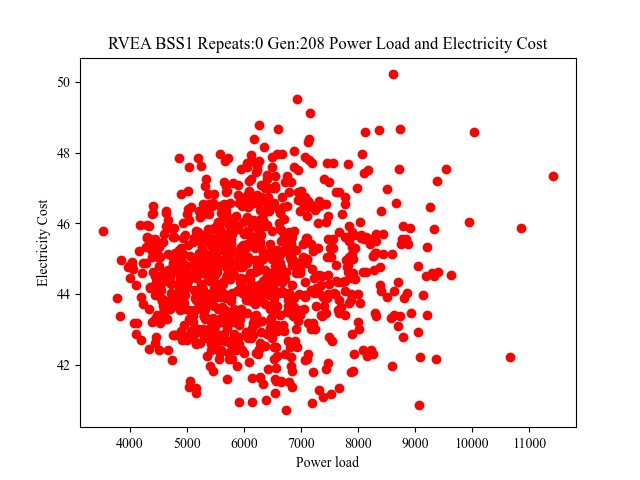 RVEA BSS1 Repeats:0 Gen:208 Power Load and Electricity Cost
50
48
46
44
42
Electricity Cost
4000 5000 6000 7000 8000 9000 10000 11000
Power load